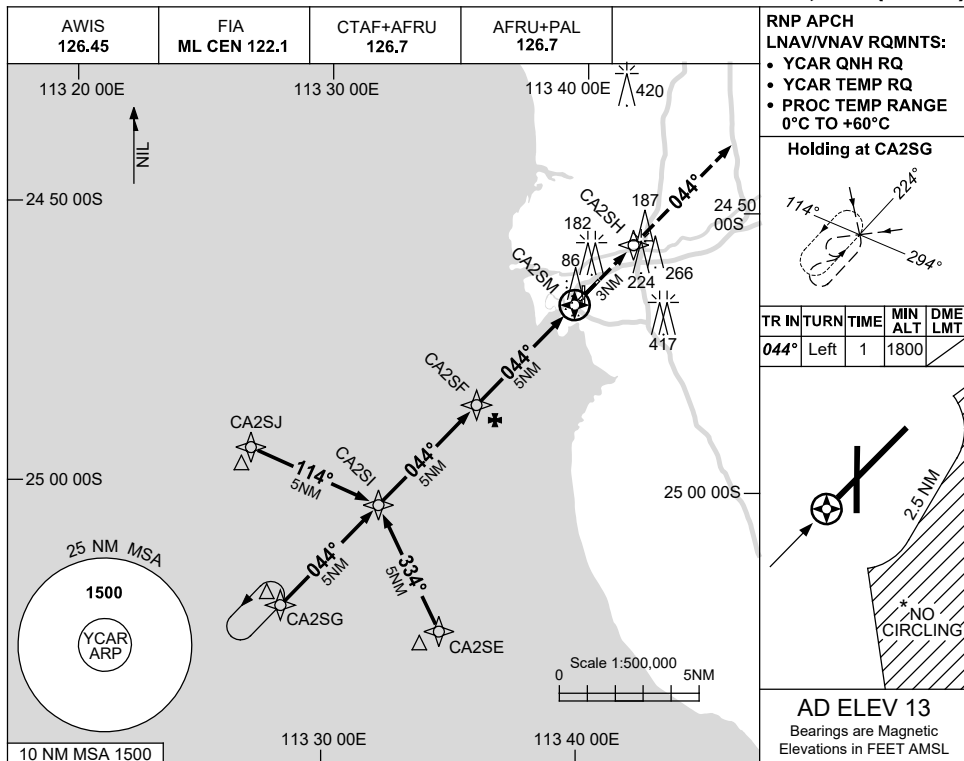 AWIS
126.45
FIA
ML CEN 122.1
CTAF+AFRU
126.7
AFRU+PAL
126.7
RNP APCH
LNAV/VNAV RQMNTS:
• YCAR QNH RQ
• YCAR TEMP RQ
• PROC TEMP RANGE
0°C TO +60°C
113 20 00E
113 30 00E
113 40 00E
420
NIL
Holding at CA2SG
114°
224°
294°
24 50 00S
24 50
00S
044°
CA2SH
187
182
86
CA2SM
3NM
224
266
417
TR IN
TURN
TIME
MIN
ALT
DME
LMT
044°
Left
1
1800
044°
5NM
CA2SF
CA2SJ
114°
5NM
CA2SI
044°
5NM
25 00 00S
25 00 00S
2.5 NM
25 NM MSA
1500
YCAR
ARP
044°
5NM
334°
5NM
CA2SG
CA2SE
*NO
CIRCLING
Scale 1:500,000
0
5NM
AD ELEV 13
Bearings are Magnetic
Elevations in FEET AMSL
10 NM MSA 1500
113 30 00E
113 40 00E